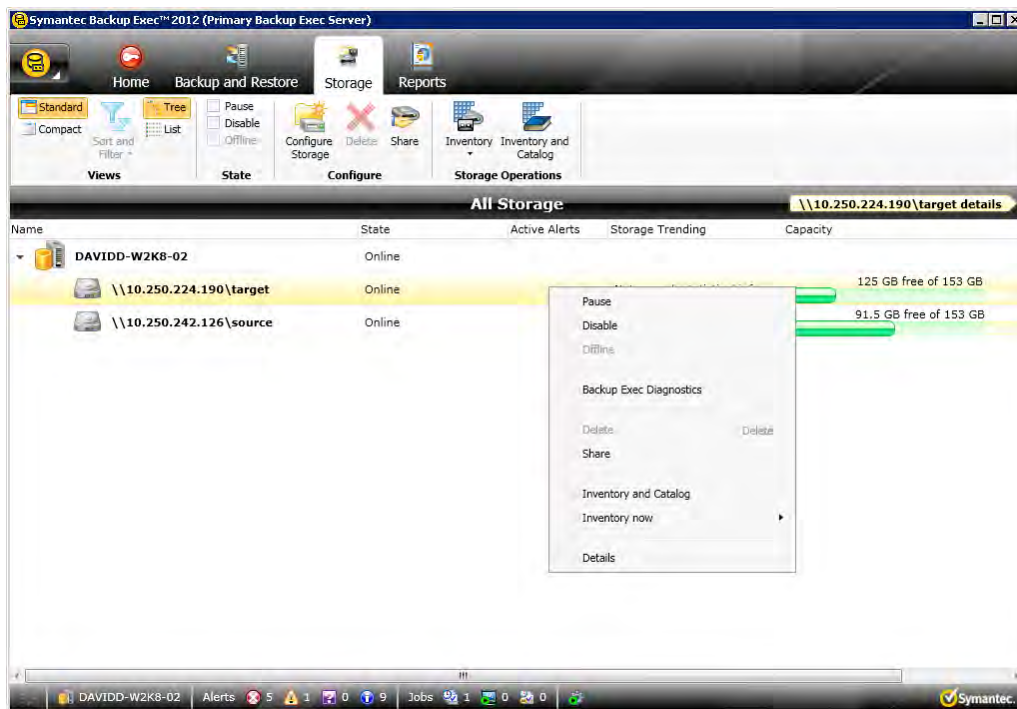 Symantec Backup Exec™ 2012 (Primary Backup Exec Server)
Home Backup and Restore Storage Reports
Standard Tree Pause
Compact Sort and Filter List Disable
Offline
Configure Storage Delete Share Inventory Inventory and Catalog
Views State Configure Storage Operations
All Storage \\10.250.224.190\target details
Name State Active Alerts Storage Trending Capacity
DAVIDD-W2K8-02 Online
\\10.250.224.190\target Online 125 GB free of 153 GB
\\10.250.242.126\source Online 91.5 GB free of 153 GB
Pause
Disable
Offline
Backup Exec Diagnostics
Delete Delete
Share
Inventory and Catalog
Inventory now
Details
DAVIDD-W2K8-02 Alerts 5 1 0 9 Jobs 1 0 0 Symantec.